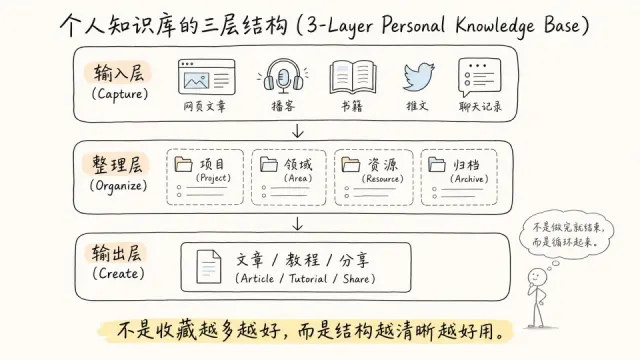 个人知识库的三层结构 (3-Layer Personal Knowledge Base)
输入层
(Capture)
网页文章
播客
书籍
推文
聊天记录
整理层
(Organize)
项目
(Project)
领域
(Area)
资源
(Resource)
归档
(Archive)
输出层
(Create)
文章 / 教程 / 分享
(Article / Tutorial / Share)
不是做完就结束,
而是循环起来。
不是收藏越多越好,而是结构越清晰越好用。